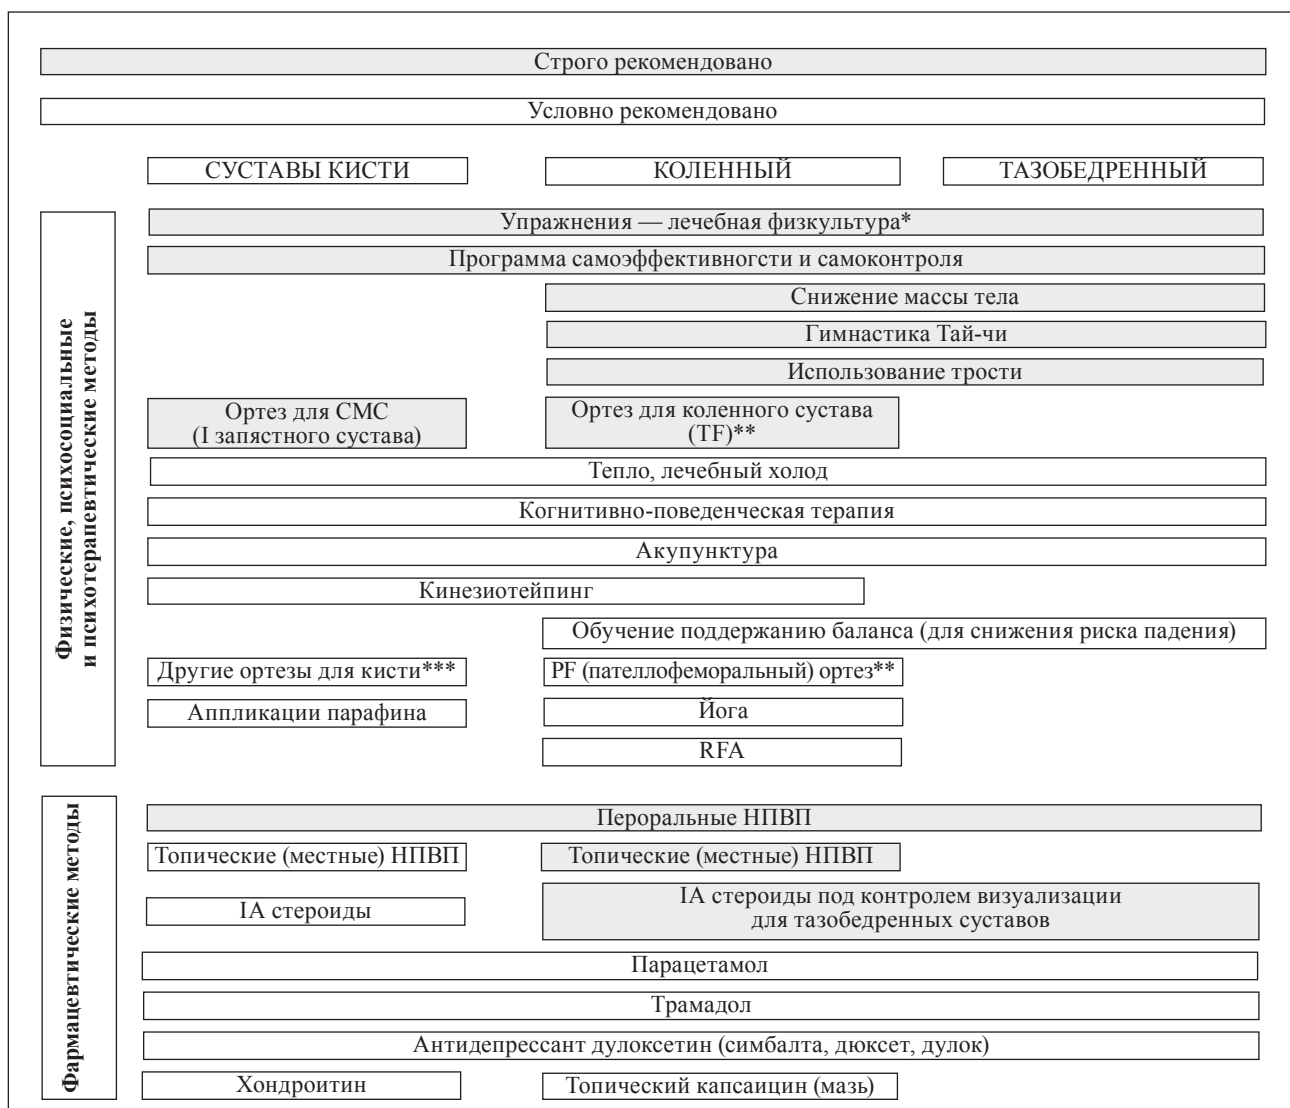 Строго рекомендовано
Условно рекомендовано
СУСТАВЫ КИСТИ
КОЛЕННЫЙ
ТАЗОБЕДРЕННЫЙ
Физические, психосоциальные
и психотерапевтические методы
Упражнения — лечебная физкультура*
Программа самоэффективногсти и самоконтроля
Снижение массы тела
Гимнастика Тай-чи
Использование трости
Ортез для СМС
(I запястного сустава)
Ортез для коленного сустава
(TF)**
Тепло, лечебный холод
Когнитивно-поведенческая терапия
Акупунктура
Кинезиотейпинг
Обучение поддержанию баланса (для снижения риска падения)
Другие ортезы для кисти***
PF (пателлофеморальный) ортез**
Аппликации парафина
Йога
RFA
Фармацевтические методы
Пероральные НПВП
Топические (местные) НПВП
Топические (местные) НПВП
IA стероиды
IA стероиды под контролем визуализации
для тазобедренных суставов
Парацетамол
Трамадол
Антидепрессант дулоксетин (симбалта, дюксет, дулок)
Хондроитин
Топический капсаицин (мазь)